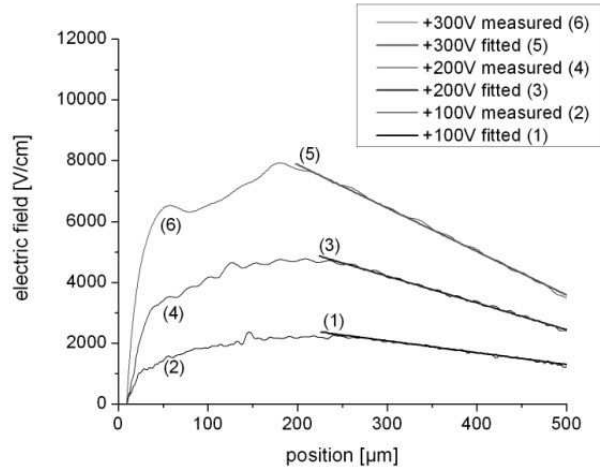 +300V measured (6)
+300V fitted (5)
+200V measured (4)
+200V fitted (3)
+100V measured (2)
+100V fitted (1)
12000
10000
8000
6000
4000
2000
0
electric field [V/cm]
(5)
(6)
(3)
(4)
(1)
(2)
0 100 200 300 400 500
position [µm]